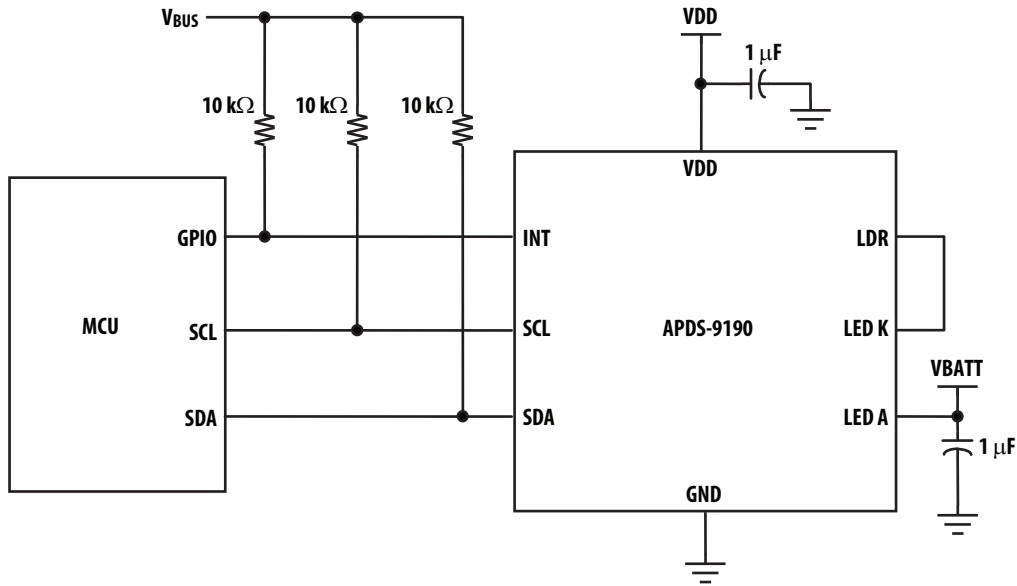 VBUS
VDD
1 μF
10 kΩ
10 kΩ
10 kΩ
VDD
GPIO
INT
LDR
MCU
SCL
SCL
APDS-9190
LED K
VBATT
SDA
SDA
LED A
1 μF
GND